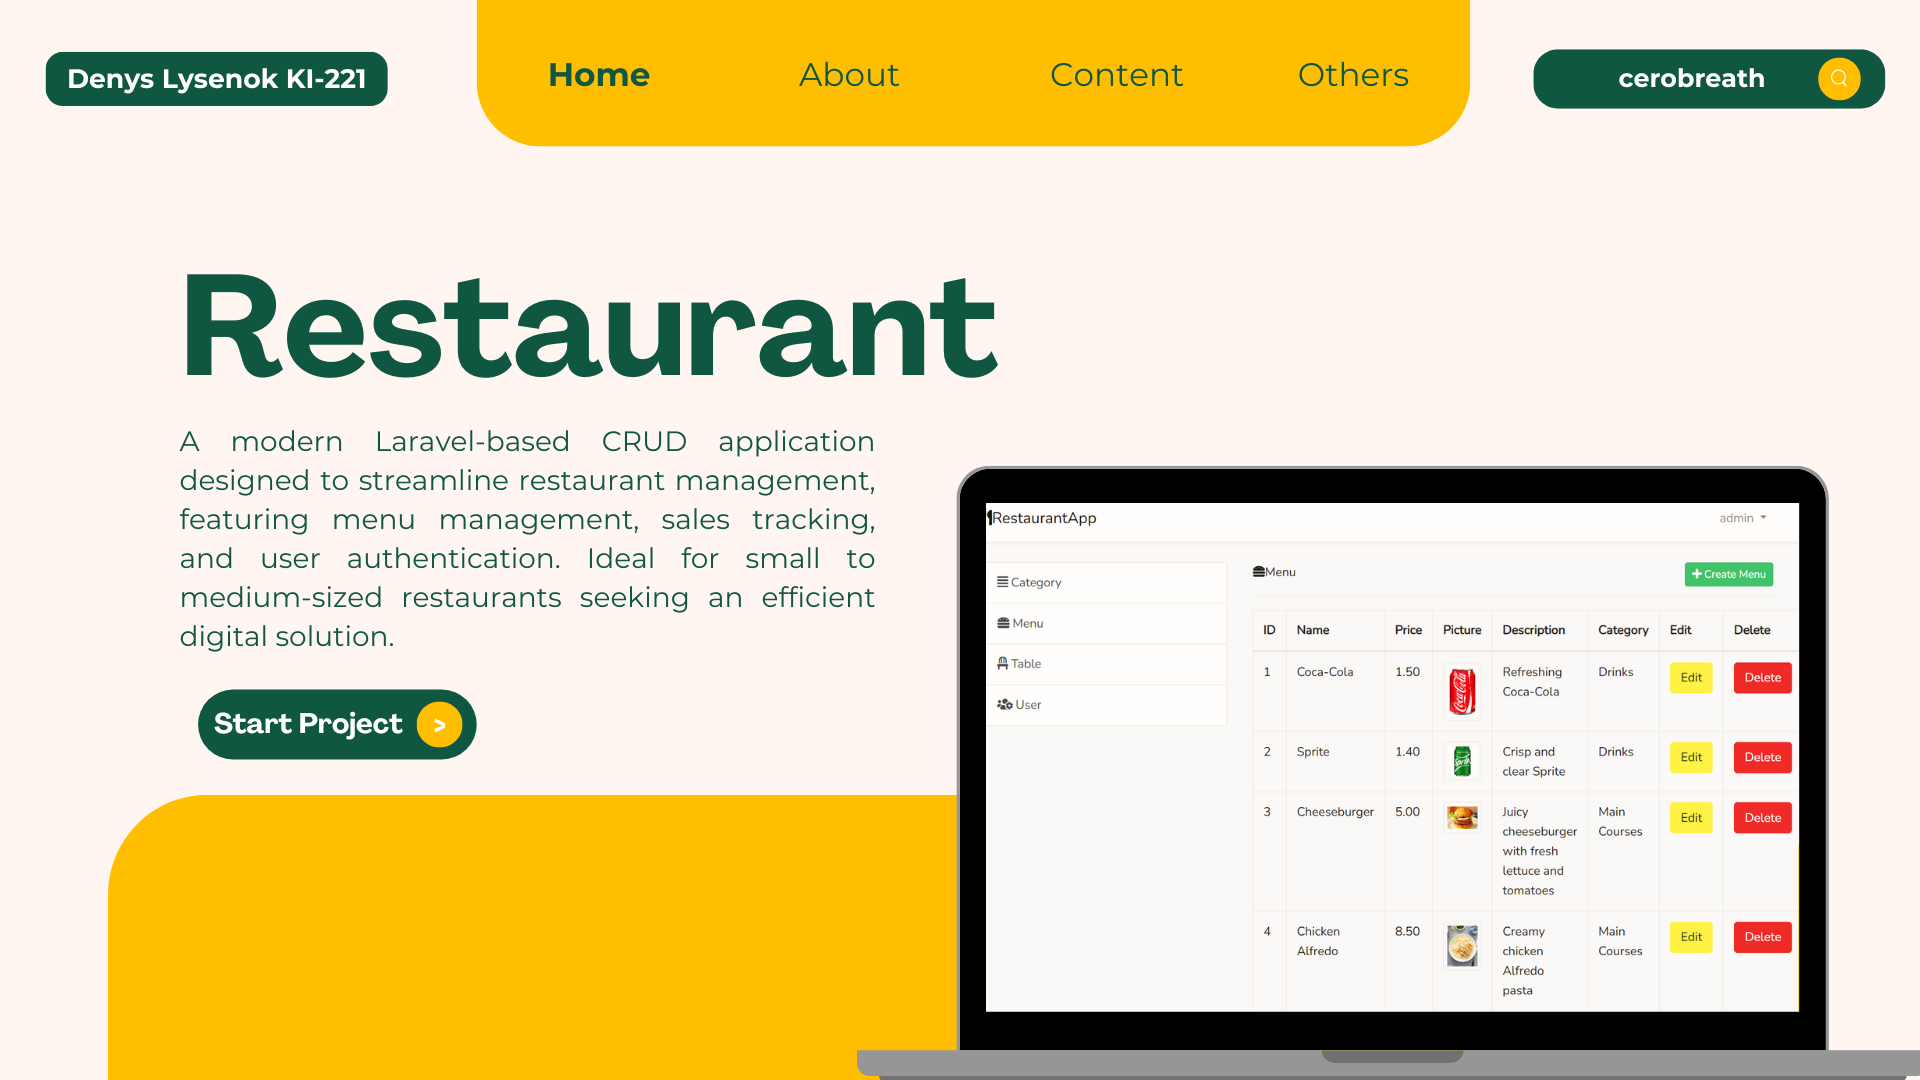 Denys Lysenok KI-221
Home About Content Others
cerobreath
Restaurant
A modern Laravel-based CRUD application
designed to streamline restaurant management,
featuring menu management, sales tracking,
and user authentication. Ideal for small to
medium-sized restaurants seeking an efficient
digital solution.
Start Project >
RestaurantApp
admin
Category
Menu
Table
User
Menu
+ Create Menu
ID Name Price Picture Description Category Edit Delete
1 Coca-Cola 1.50 Coca-Cola Refreshing Drinks Edit Delete
Coca-Cola
2 Sprite 1.40 Sprite Crisp and Drinks Edit Delete
clear Sprite
3 Cheeseburger 5.00 Juicy Main Edit Delete
cheeseburger Courses
with fresh
lettuce and
tomatoes
4 Chicken 8.50 Creamy Main Edit Delete
Alfredo chicken Courses
Alfredo
pasta